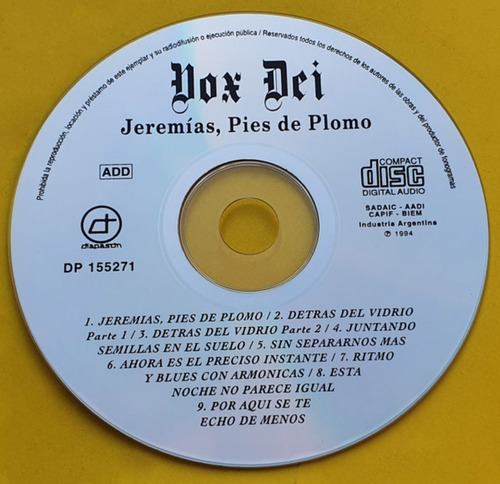 Prohibida la reproducción, locación y préstamo de este ejemplar y su radiodifusión o ejecución pública / Reservados todos los derechos de los autores de las obras y del productor de fonogramas
Vox Dei
Jeremías, Pies de Plomo
ADD
diapasón
DP 155271
COMPACT
disc
DIGITAL AUDIO
SADAIC - AADI
CAPIF - BIEM
Industria Argentina
℗ 1994
1. JEREMIAS, PIES DE PLOMO / 2. DETRAS DEL VIDRIO
Parte 1 / 3. DETRAS DEL VIDRIO Parte 2 / 4. JUNTANDO
SEMILLAS EN EL SUELO / 5. SIN SEPARARNOS MAS
6. AHORA ES EL PRECISO INSTANTE / 7. RITMO
Y BLUES CON ARMONICAS / 8. ESTA
NOCHE NO PARECE IGUAL
9. POR AQUI SE TE
ECHO DE MENOS